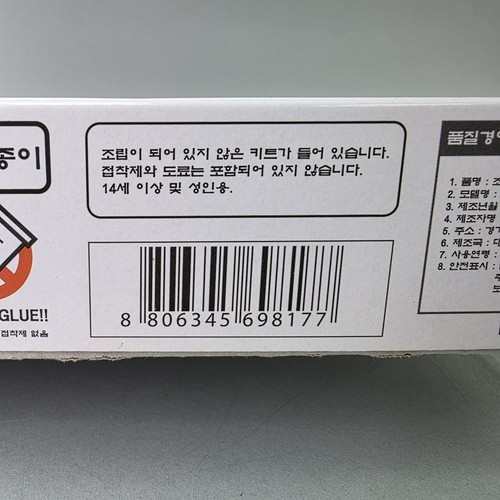 종이
GLUE!!
접착제 없음
조립이 되어 있지 않은 키트가 들어 있습니다.
접착제와 도료는 포함되어 있지 않습니다.
14세 이상 및 성인용.
8 806345 698177
품질경
1. 품명 :
2. 모델명 :
3. 제조년월
4. 제조자명
5. 주소 : 경기
6. 제조국 :
7. 사용연령 :
8. 안전표시 :